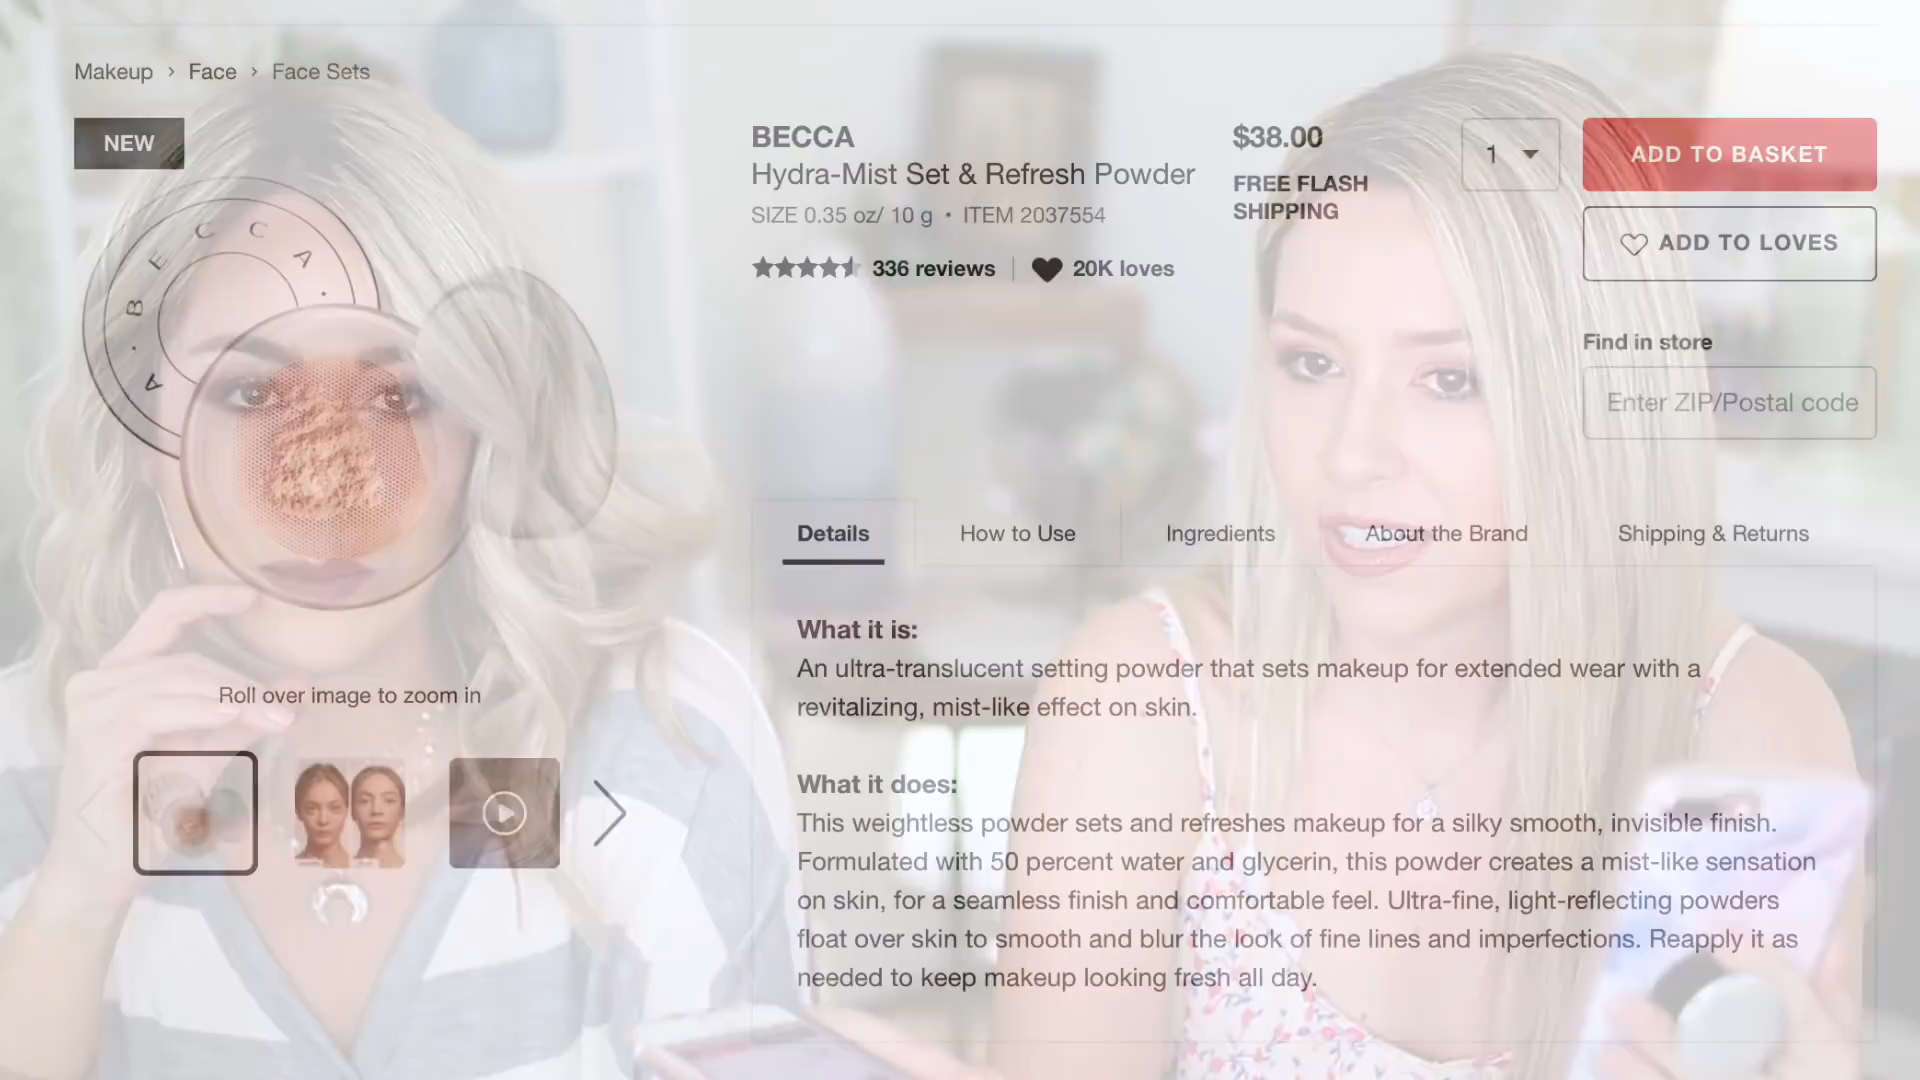 Makeup > Face > Face Sets
NEW
BECCA
BECCA
Hydra-Mist Set & Refresh Powder
SIZE 0.35 oz/ 10 g • ITEM 2037554
336 reviews | 20K loves
$38.00
FREE FLASH
SHIPPING
1
ADD TO BASKET
ADD TO LOVES
Find in store
Enter ZIP/Postal code
Roll over image to zoom in
Details
How to Use
Ingredients
About the Brand
Shipping & Returns
What it is:
An ultra-translucent setting powder that sets makeup for extended wear with a
revitalizing, mist-like effect on skin.
What it does:
This weightless powder sets and refreshes makeup for a silky smooth, invisible finish.
Formulated with 50 percent water and glycerin, this powder creates a mist-like sensation
on skin, for a seamless finish and comfortable feel. Ultra-fine, light-reflecting powders
float over skin to smooth and blur the look of fine lines and imperfections. Reapply it as
needed to keep makeup looking fresh all day.